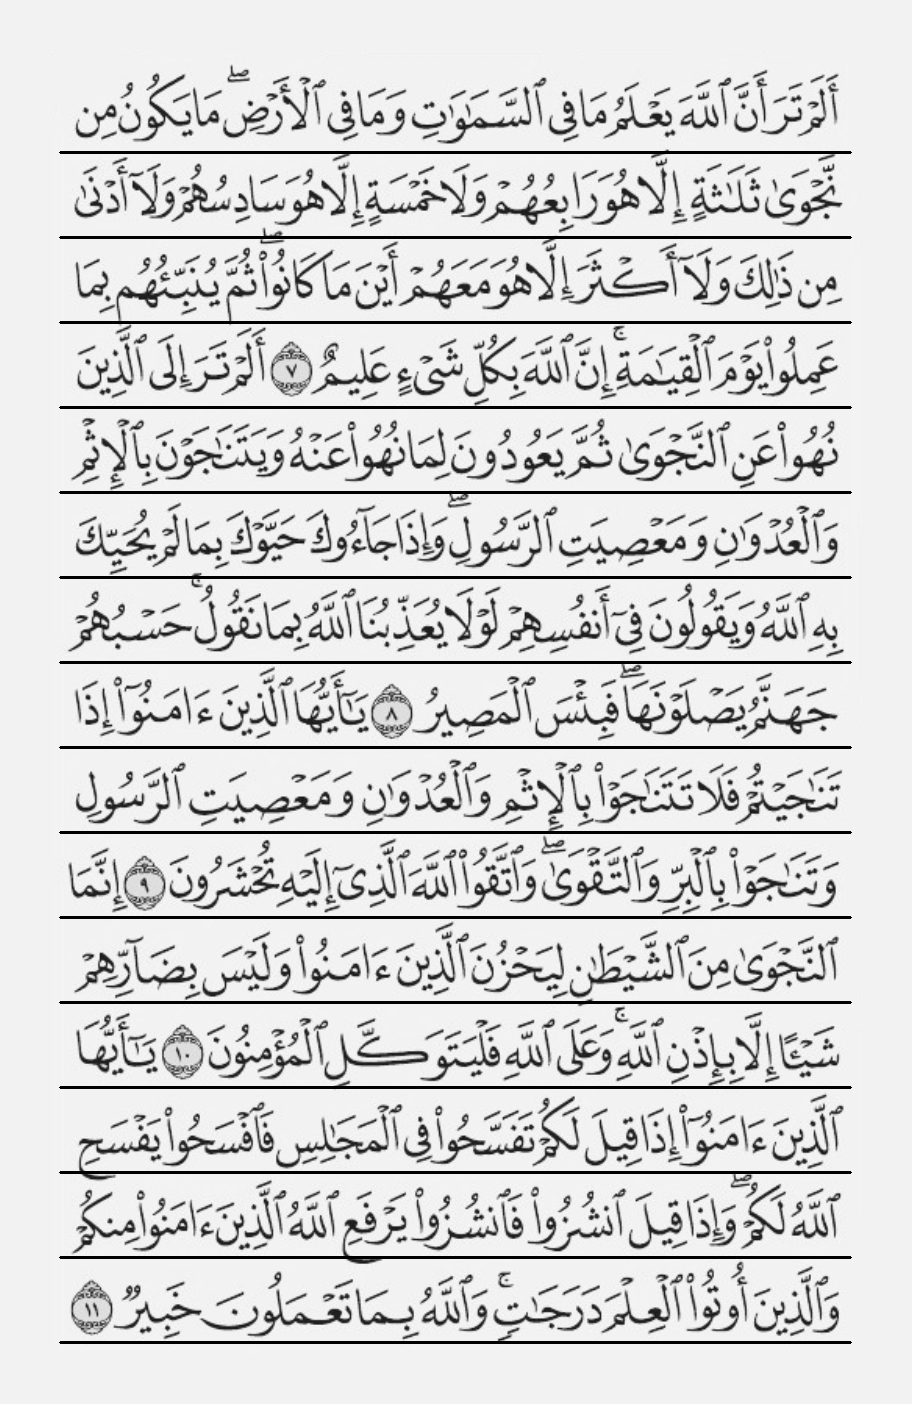 أَلَمْ تَرَ أَنَّ ٱللَّهَ يَعْلَمُ مَا فِى ٱلسَّمَـٰوَٰتِ وَمَا فِى ٱلْأَرْضِ ۖ مَا يَكُونُ مِن
نَّجْوَىٰ ثَلَـٰثَةٍ إِلَّا هُوَ رَابِعُهُمْ وَلَا خَمْسَةٍ إِلَّا هُوَ سَادِسُهُمْ وَلَآ أَدْنَىٰ
مِن ذَٰلِكَ وَلَآ أَكْثَرَ إِلَّا هُوَ مَعَهُمْ أَيْنَ مَا كَانُوا۟ ۖ ثُمَّ يُنَبِّئُهُم بِمَا
عَمِلُوا۟ يَوْمَ ٱلْقِيَـٰمَةِ ۚ إِنَّ ٱللَّهَ بِكُلِّ شَىْءٍ عَلِيمٌ ٧ أَلَمْ تَرَ إِلَى ٱلَّذِينَ
نُهُوا۟ عَنِ ٱلنَّجْوَىٰ ثُمَّ يَعُودُونَ لِمَا نُهُوا۟ عَنْهُ وَيَتَنَـٰجَوْنَ بِٱلْإِثْمِ
وَٱلْعُدْوَٰنِ وَمَعْصِيَتِ ٱلرَّسُولِ ۖ وَإِذَا جَآءُوكَ حَيَّوْكَ بِمَا لَمْ يُحَيِّكَ
بِهِ ٱللَّهُ وَيَقُولُونَ فِىٓ أَنفُسِهِمْ لَوْلَا يُعَذِّبُنَا ٱللَّهُ بِمَا نَقُولُ ۚ حَسْبُهُمْ
جَهَنَّمُ يَصْلَوْنَهَا ۖ فَبِئْسَ ٱلْمَصِيرُ ٨ يَـٰٓأَيُّهَا ٱلَّذِينَ ءَامَنُوٓا۟ إِذَا
تَنَـٰجَيْتُمْ فَلَا تَتَنَـٰجَوْا۟ بِٱلْإِثْمِ وَٱلْعُدْوَٰنِ وَمَعْصِيَتِ ٱلرَّسُولِ
وَتَنَـٰجَوْا۟ بِٱلْبِرِّ وَٱلتَّقْوَىٰ ۖ وَٱتَّقُوا۟ ٱللَّهَ ٱلَّذِىٓ إِلَيْهِ تُحْشَرُونَ ٩ إِنَّمَا
ٱلنَّجْوَىٰ مِنَ ٱلشَّيْطَـٰنِ لِيَحْزُنَ ٱلَّذِينَ ءَامَنُوا۟ وَلَيْسَ بِضَآرِّهِمْ
شَيْـًٔا إِلَّا بِإِذْنِ ٱللَّهِ ۚ وَعَلَى ٱللَّهِ فَلْيَتَوَكَّلِ ٱلْمُؤْمِنُونَ ١٠ يَـٰٓأَيُّهَا
ٱلَّذِينَ ءَامَنُوٓا۟ إِذَا قِيلَ لَكُمْ تَفَسَّحُوا۟ فِى ٱلْمَجَـٰلِسِ فَٱفْسَحُوا۟ يَفْسَحِ
ٱللَّهُ لَكُمْ ۖ وَإِذَا قِيلَ ٱنشُزُوا۟ فَٱنشُزُوا۟ يَرْفَعِ ٱللَّهُ ٱلَّذِينَ ءَامَنُوا۟ مِنكُمْ
وَٱلَّذِينَ أُوتُوا۟ ٱلْعِلْمَ دَرَجَـٰتٍ ۚ وَٱللَّهُ بِمَا تَعْمَلُونَ خَبِيرٌ ١١